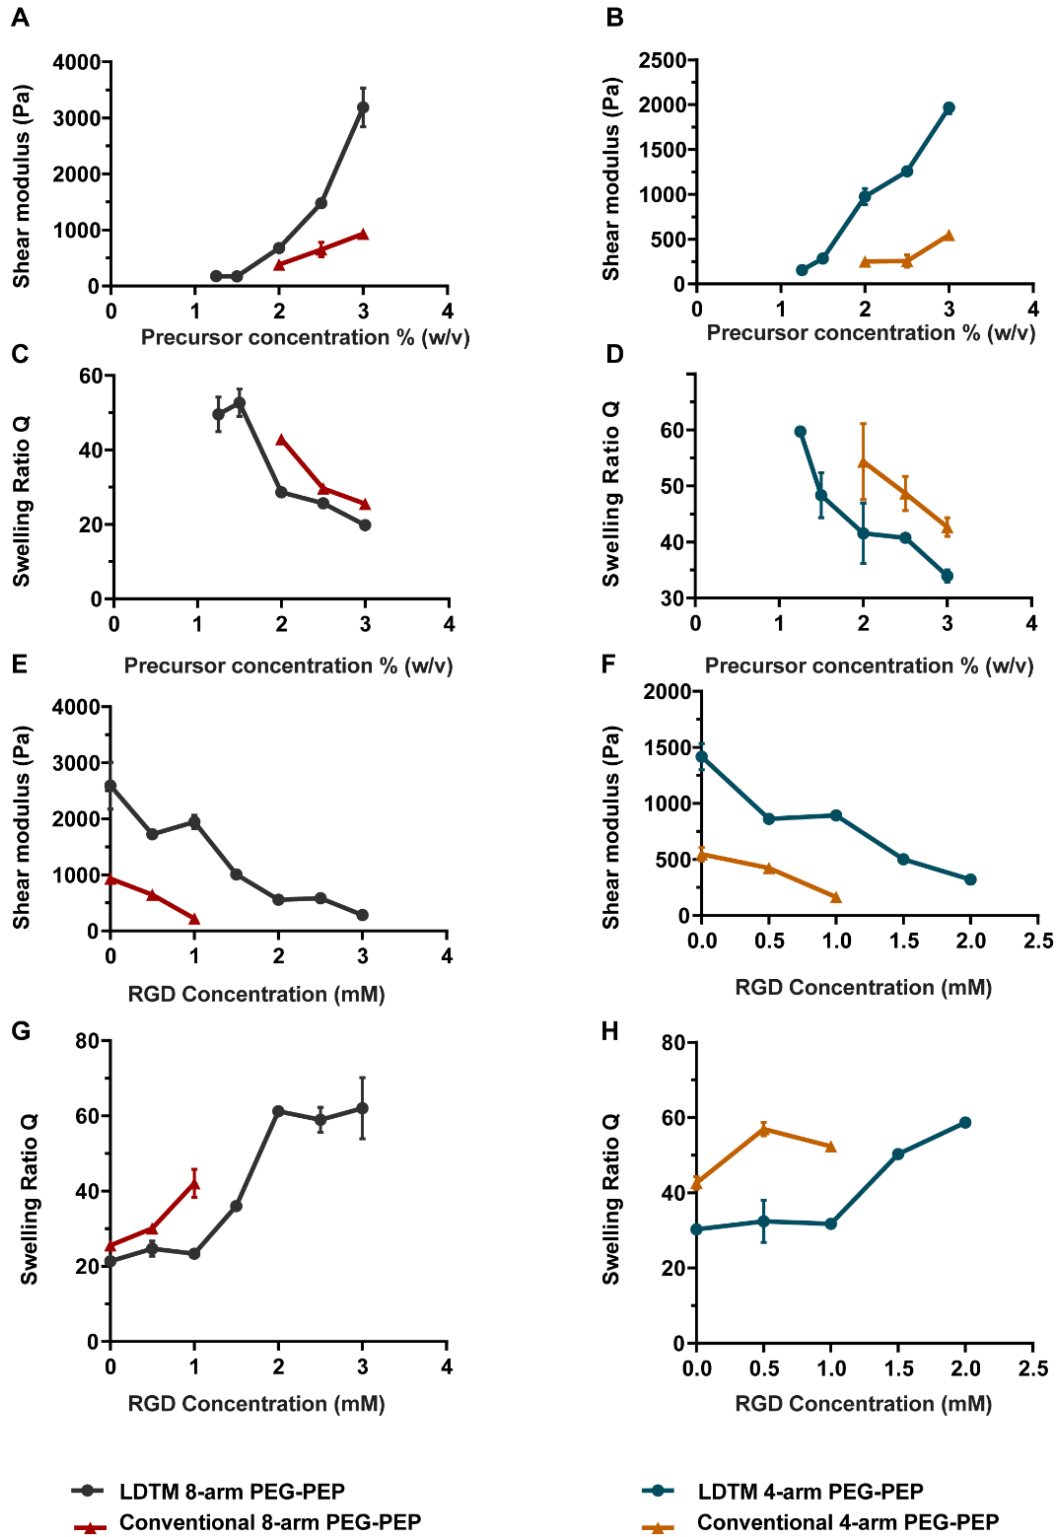 A
Shear modulus (Pa)
4000
3000
2000
1000
0
0 1 2 3 4
Precursor concentration % (w/v)
B
Shear modulus (Pa)
2500
2000
1500
1000
500
0
0 1 2 3 4
Precursor concentration % (w/v)
C
Swelling Ratio Q
60
40
20
0
0 1 2 3 4
Precursor concentration % (w/v)
D
Swelling Ratio Q
60
50
40
30
0 1 2 3 4
Precursor concentration % (w/v)
E
Shear modulus (Pa)
4000
3000
2000
1000
0
0 1 2 3 4
RGD Concentration (mM)
F
Shear modulus (Pa)
2000
1500
1000
500
0
0.0 0.5 1.0 1.5 2.0 2.5
RGD Concentration (mM)
G
Swelling Ratio Q
80
60
40
20
0
0 1 2 3 4
RGD Concentration (mM)
H
Swelling Ratio Q
80
60
40
20
0
0.0 0.5 1.0 1.5 2.0 2.5
RGD Concentration (mM)
LDTM 8-arm PEG-PEP
Conventional 8-arm PEG-PEP
LDTM 4-arm PEG-PEP
Conventional 4-arm PEG-PEP